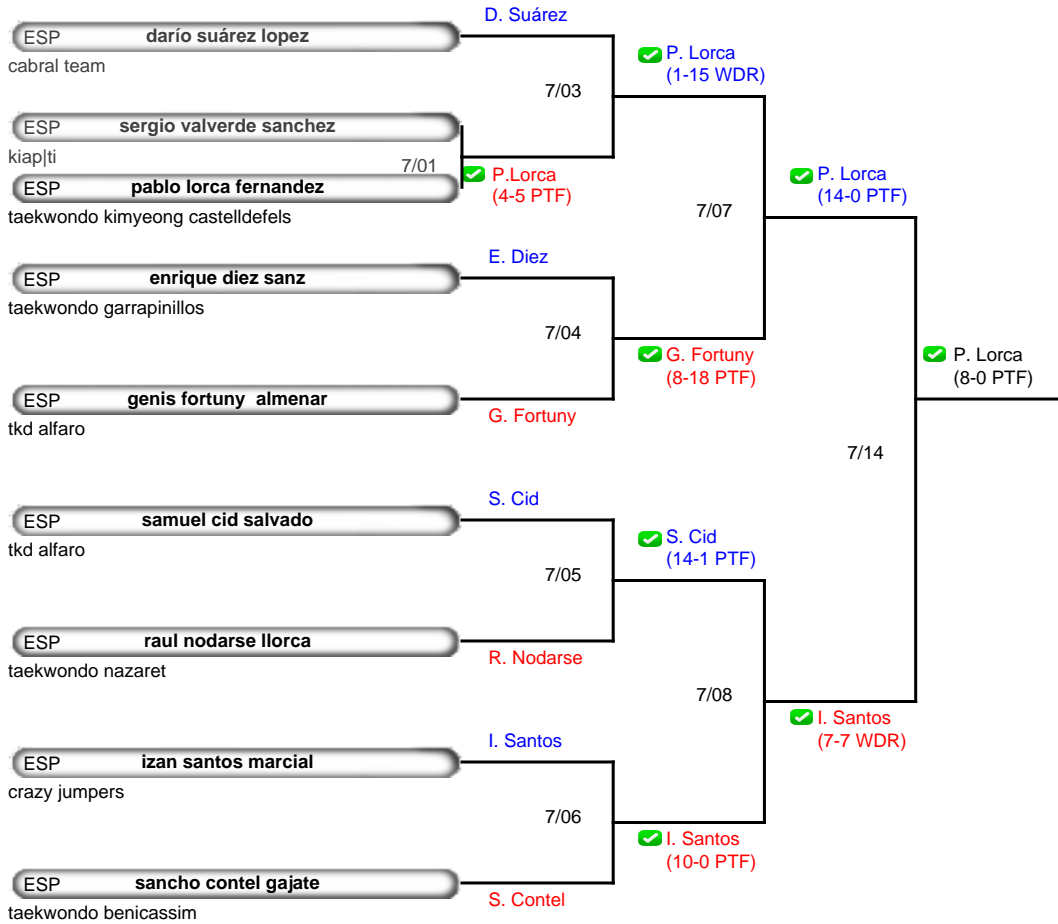 D. Suárez
ESP darío suárez lopez
cabral team
P. Lorca
(1-15 WDR)
7/03
ESP sergio valverde sanchez
kiap|ti
7/01
P.Lorca
(4-5 PTF)
ESP pablo lorca fernandez
taekwondo kimyeong castelldefels
P. Lorca
(14-0 PTF)
7/07
E. Diez
ESP enrique diez sanz
taekwondo garrapinillos
7/04
G. Fortuny
(8-18 PTF)
P. Lorca
(8-0 PTF)
ESP genis fortuny almenar
G. Fortuny
tkd alfaro
7/14
S. Cid
ESP samuel cid salvado
tkd alfaro
S. Cid
(14-1 PTF)
7/05
ESP raul nodarse llorca
R. Nodarse
taekwondo nazaret
7/08
I. Santos
(7-7 WDR)
I. Santos
ESP izan santos marcial
crazy jumpers
7/06
I. Santos
(10-0 PTF)
ESP sancho contel gajate
S. Contel
taekwondo benicassim